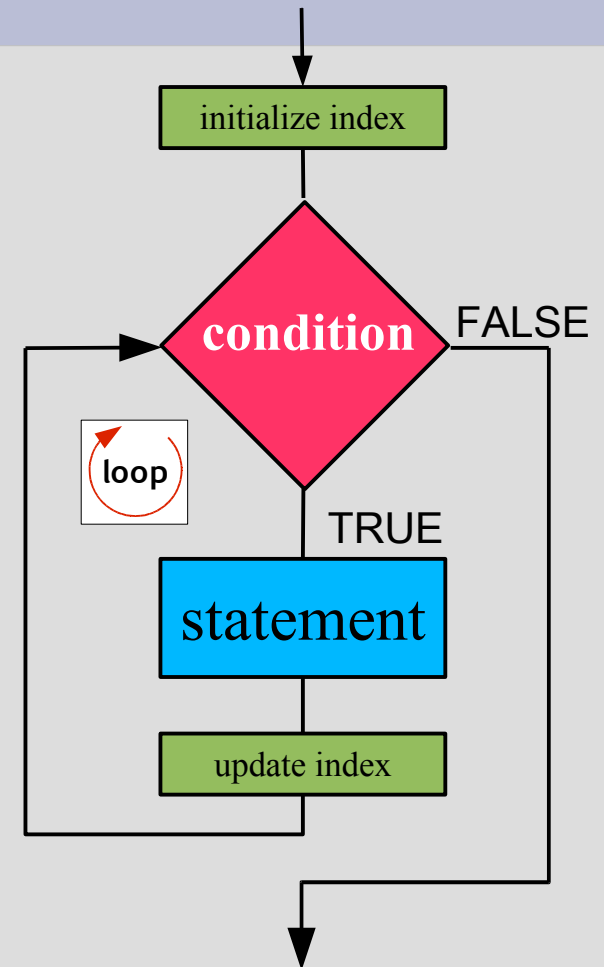 initialize index
condition
FALSE
loop
TRUE
statement
update index